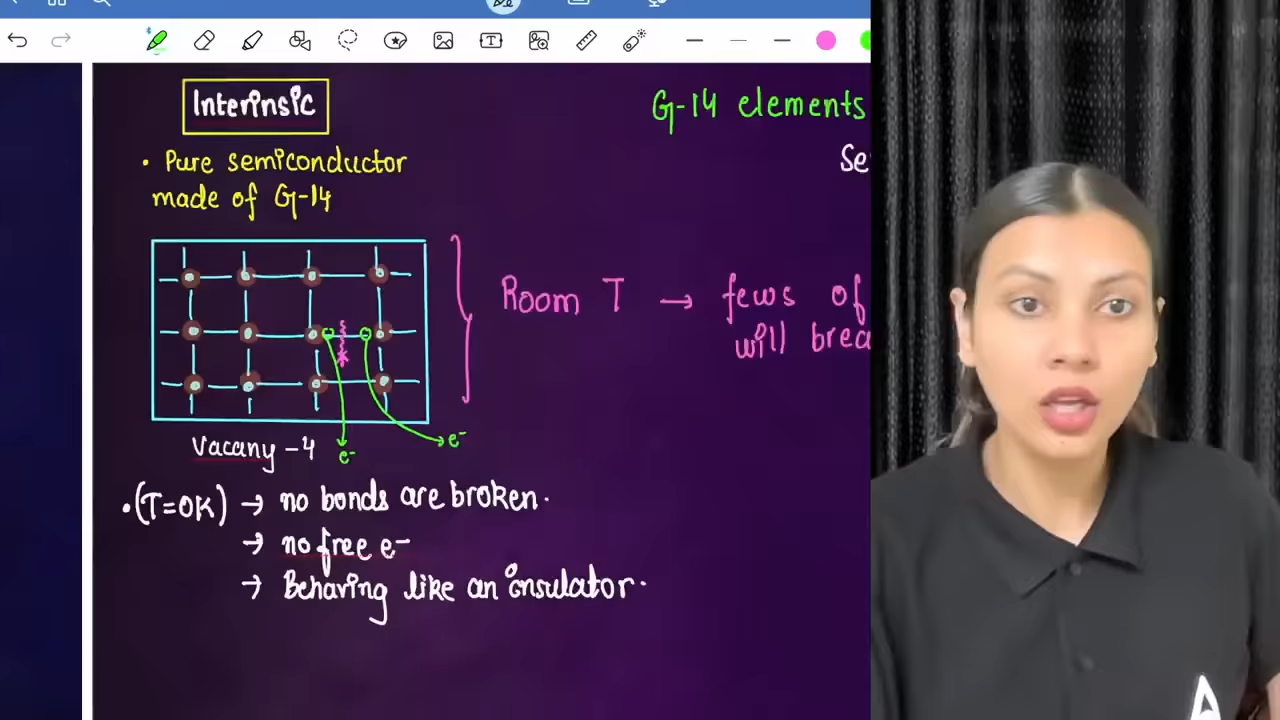 Interinsic
G-14 elements
• Pure semiconductor
made of G-14
Se
Room T → fews of
will brea
Vacany -4
e-
e-
•(T=0K) → no bonds are broken.
→ no free e-
→ Behaving like an insulator.